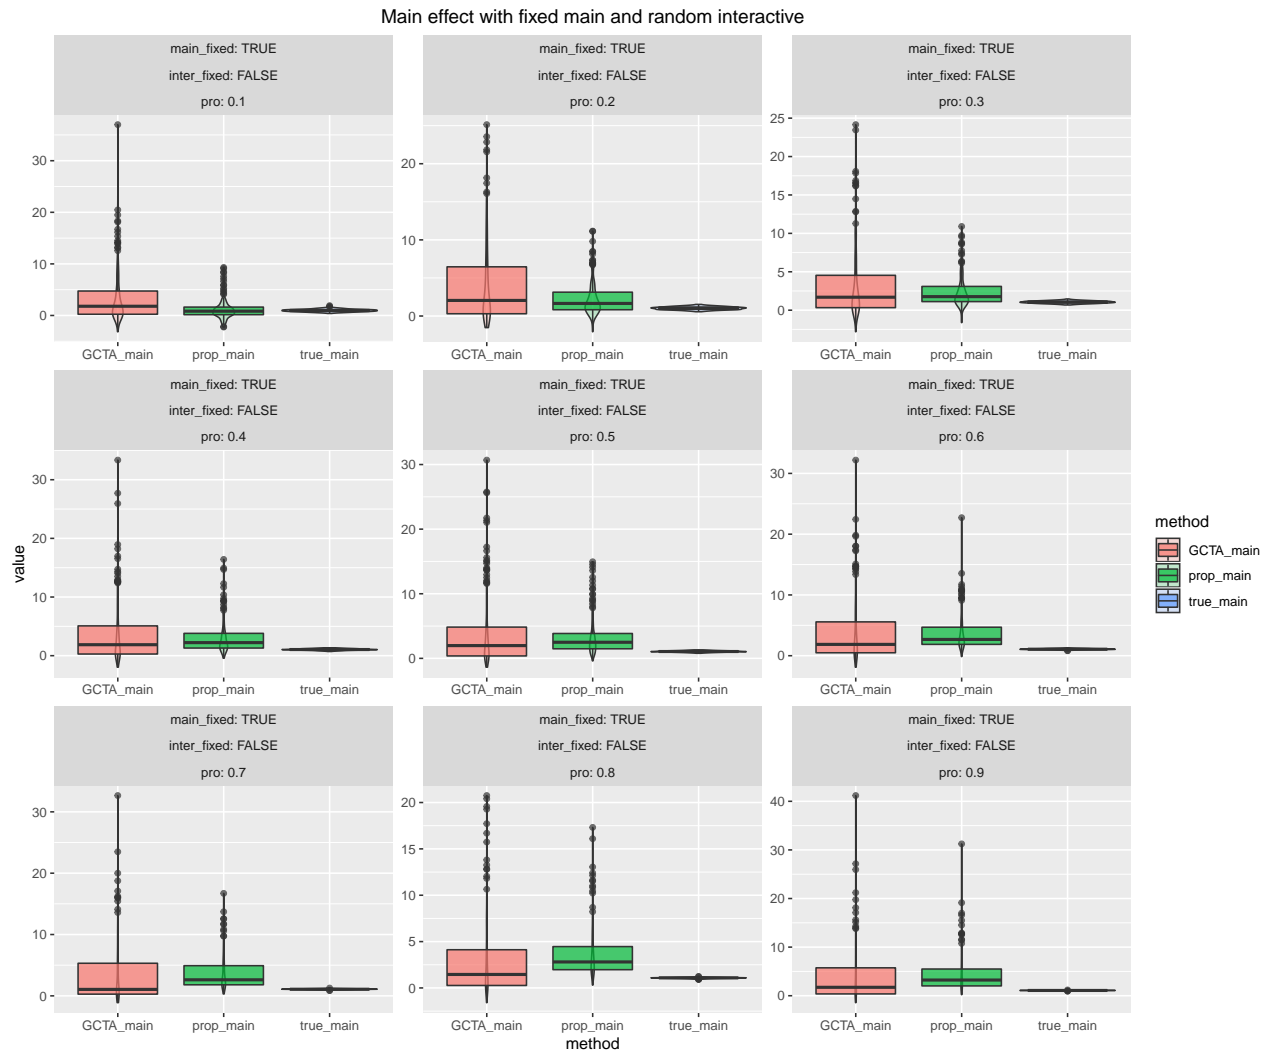 Main effect with fixed main and random interactive
main_fixed: TRUE
inter_fixed: FALSE
pro: 0.1
30
20
10
0
GCTA_main
prop_main
true_main
main_fixed: TRUE
inter_fixed: FALSE
pro: 0.2
20
10
0
GCTA_main
prop_main
true_main
main_fixed: TRUE
inter_fixed: FALSE
pro: 0.3
25
20
15
10
5
0
GCTA_main
prop_main
true_main
main_fixed: TRUE
inter_fixed: FALSE
pro: 0.4
30
20
10
0
GCTA_main
prop_main
true_main
main_fixed: TRUE
inter_fixed: FALSE
pro: 0.5
30
20
10
0
GCTA_main
prop_main
true_main
main_fixed: TRUE
inter_fixed: FALSE
pro: 0.6
30
20
10
0
GCTA_main
prop_main
true_main
main_fixed: TRUE
inter_fixed: FALSE
pro: 0.7
30
20
10
0
GCTA_main
prop_main
true_main
main_fixed: TRUE
inter_fixed: FALSE
pro: 0.8
20
15
10
5
0
GCTA_main
prop_main
true_main
main_fixed: TRUE
inter_fixed: FALSE
pro: 0.9
40
30
20
10
0
GCTA_main
prop_main
true_main
value
method
method
GCTA_main
prop_main
true_main